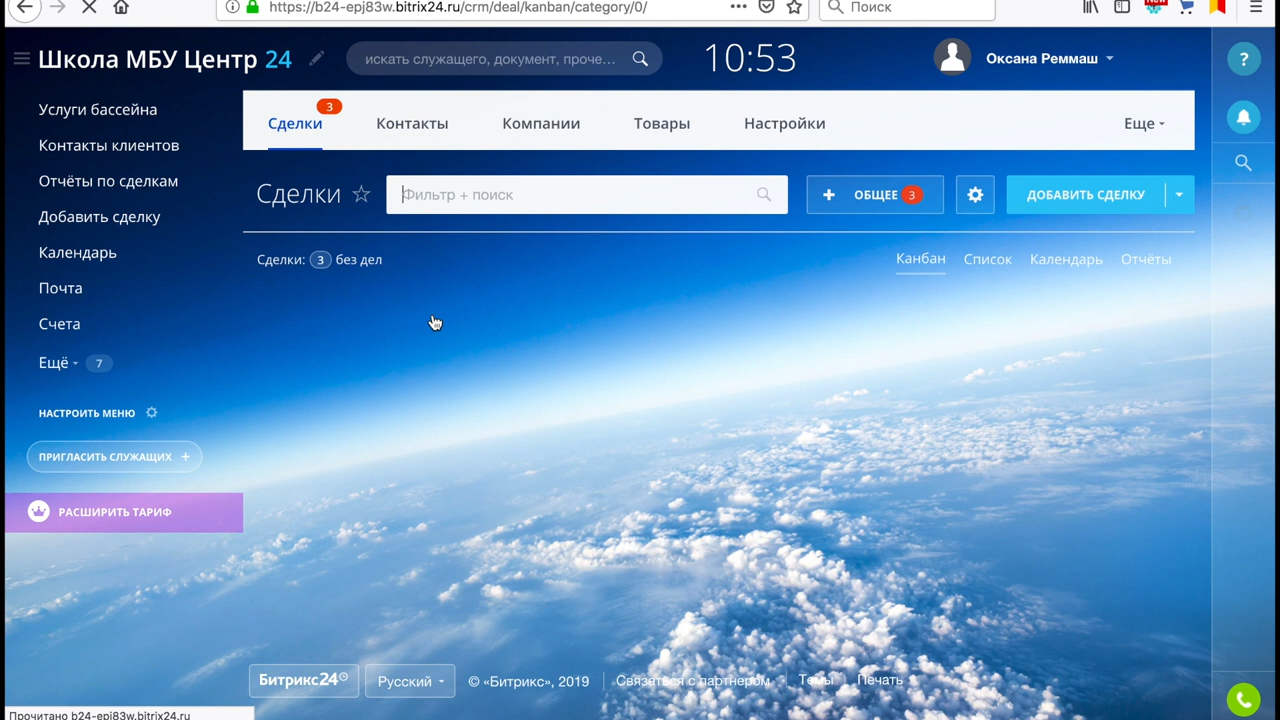 https://b24-epj83w.bitrix24.ru/crm/deal/kanban/category/0/
Поиск
New
Школа МБУ Центр 24
искать служащего, документ, проче...
10:53
Оксана Реммаш
?
Услуги бассейна
Контакты клиентов
Отчёты по сделкам
Добавить сделку
Календарь
Почта
Счета
Ещё 7
НАСТРОИТЬ МЕНЮ
ПРИГЛАСИТЬ СЛУЖАЩИХ +
РАСШИРИТЬ ТАРИФ
Сделки 3 Контакты Компании Товары Настройки Еще
Сделки
Фильтр + поиск
+ ОБЩЕЕ 3
ДОБАВИТЬ СДЕЛКУ
Сделки: 3 без дел
Канбан Список Календарь Отчёты
Битрикс24
Русский
© «Битрикс», 2019
Связаться с партнером
Темы
Печать
Прочитано b24-epj83w.bitrix24.ru